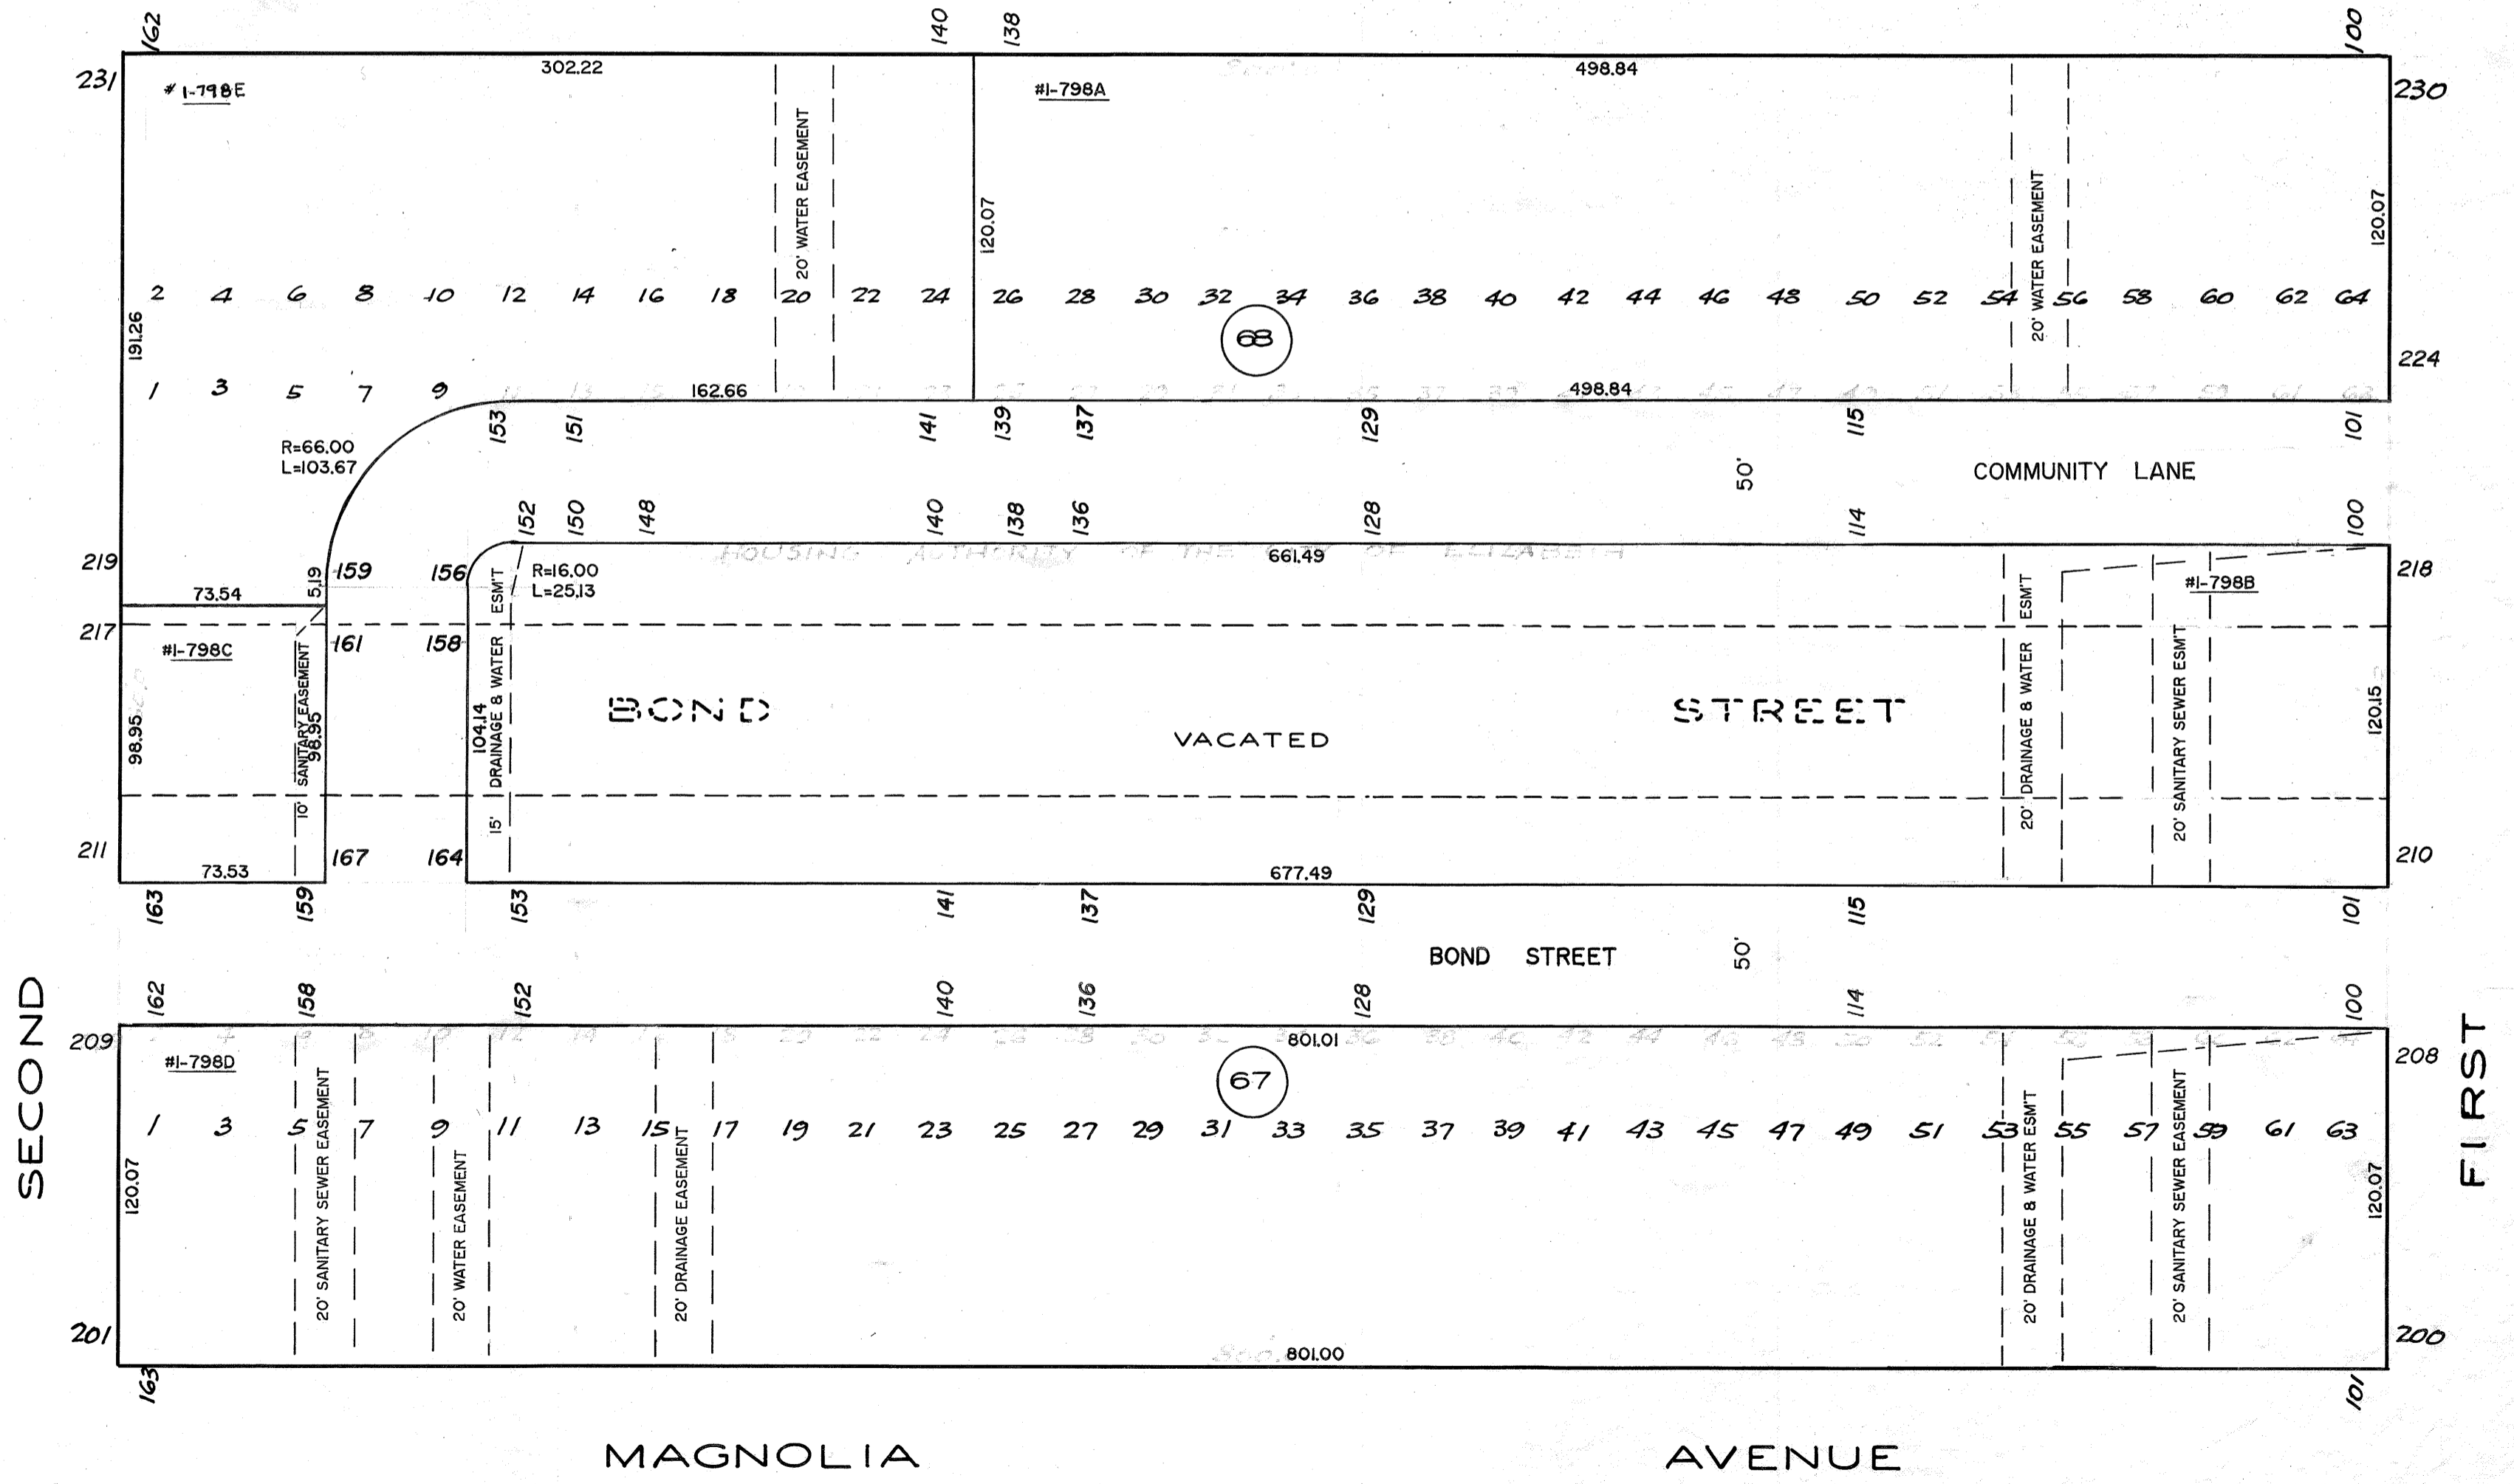 162 140 138 100
231 302.22 498.84 230
# 1-798E #1-798A
20' WATER EASEMENT
120.07
20' WATER EASEMENT
120.07
2 4 6 8 10 12 14 16 18 20 22 24 26 28 30 32 34 36 38 40 42 44 46 48 50 52 54 56 58 60 62 64
191.26
68
224
1 3 5 7 9 162.66 498.84
153 151 141 139 137 129 115 101
R=66.00
L=103.67
50' COMMUNITY LANE
152 150 148 140 138 136 128 114 100
HOUSING AUTHORITY OF THE CITY OF ELIZABETH
661.49
219 5.19 159 156 R=16.00 218
L=25.13
73.54 #1-798B
217 161 158
#1-798C
10' SANITARY EASEMENT
98.95
98.95
104.14
15' DRAINAGE & WATER ESM'T
BOND STREET
VACATED
20' DRAINAGE & WATER ESM'T
20' SANITARY SEWER ESM'T
120.15
211 167 164 210
73.53 677.49
163 159 153 141 137 129 115 101
BOND STREET 50'
162 158 152 140 136 128 114 100
209 801.01 208
#1-798D
67
1 3 5 7 9 11 13 15 17 19 21 23 25 27 29 31 33 35 37 39 41 43 45 47 49 51 53 55 57 59 61 63
120.07
20' SANITARY SEWER EASEMENT
20' WATER EASEMENT
20' DRAINAGE EASEMENT
20' DRAINAGE & WATER ESM'T
20' SANITARY SEWER EASEMENT
120.07
SECOND
FIRST
201 801.00 200
163 101
MAGNOLIA AVENUE